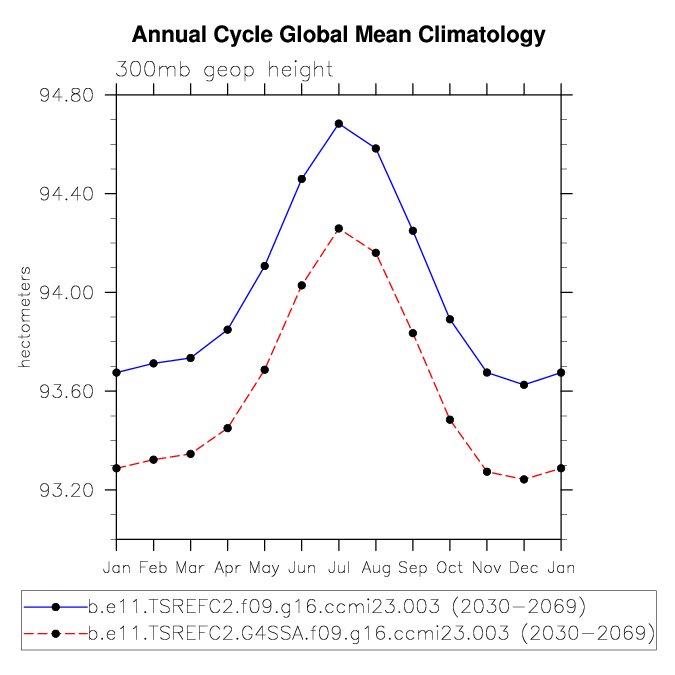 Annual Cycle Global Mean Climatology
300mb geop height
94.80
94.40
94.00
93.60
93.20
hectometers
Jan Feb Mar Apr May Jun Jul Aug Sep Oct Nov Dec Jan
b.e11.TSREFC2.f09.g16.ccmi23.003 (2030-2069)
b.e11.TSREFC2.G4SSA.f09.g16.ccmi23.003 (2030-2069)